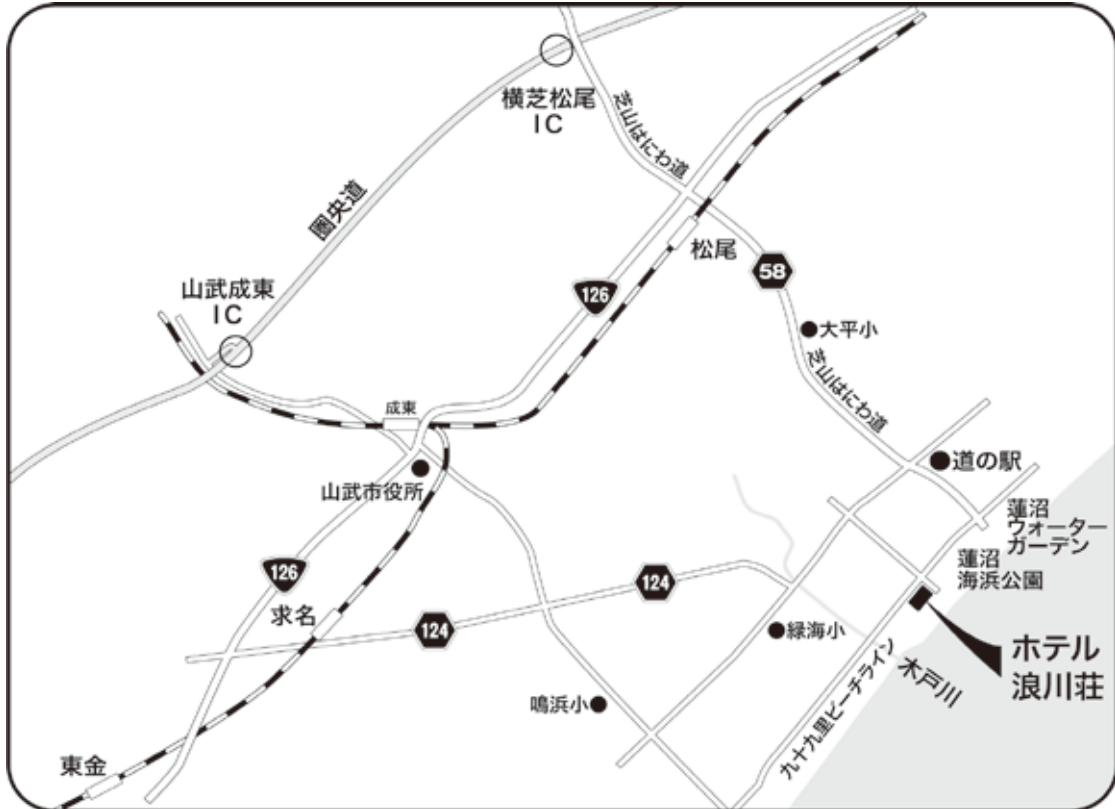 横芝松尾
IC
芝山はにわ道
圏央道
松尾
58
山武成東
IC
126
大平小
芝山はにわ道
成東
道の駅
山武市役所
蓮沼
ウォーター
ガーデン
蓮沼
海浜公園
126
124
求名
124
緑海小
ホテル
浪川荘
木戸川
九十九里ビーチライン
鳴浜小
東金